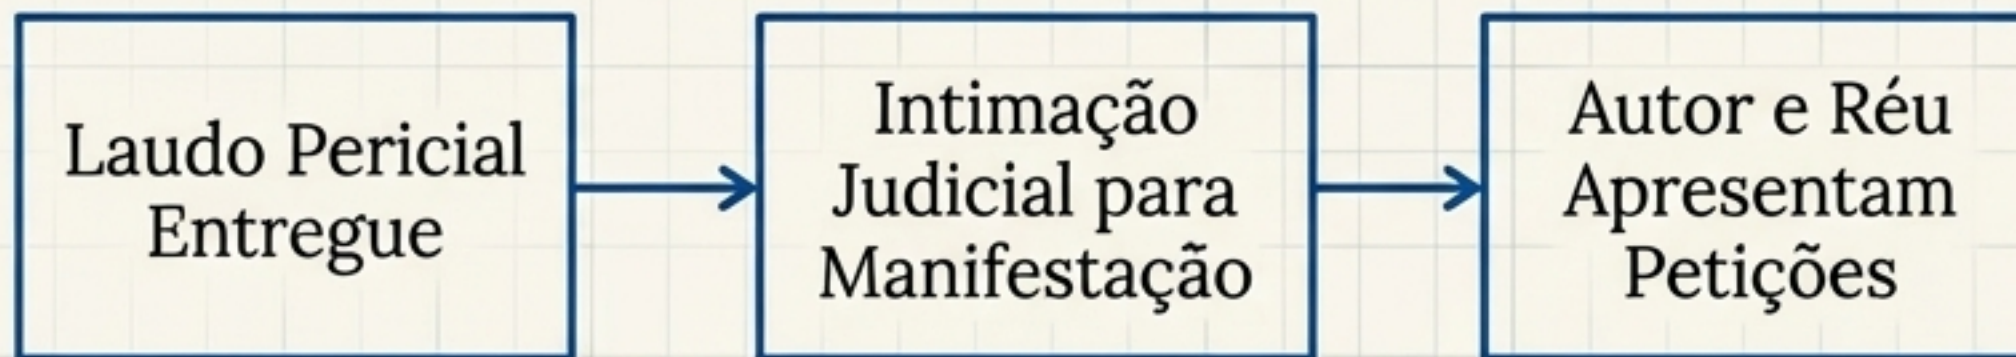 Laudo Pericial
Entregue
Intimação
Judicial para
Manifestação
Autor e Réu
Apresentam
Petições